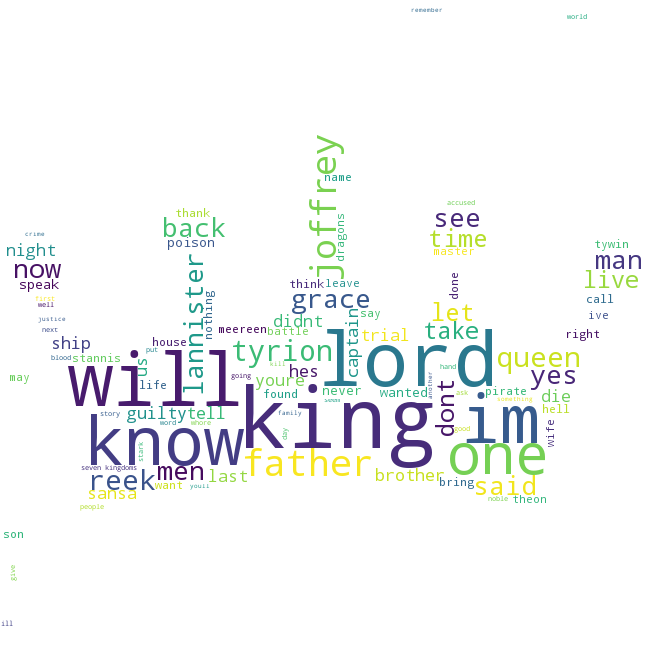 remember
world
joffrey
name
accused
thank
back
see
dragons
crime
poison
time
night
tywin
master
now
man
speak
think
leave
done
live
lannister
grace
call
first
nothing
well
captain
say
let
ive
justice
didnt
next
meereen
battle
trial
take
right
ship
house
put
tyrion
lord
queen
blood
stannis
us
will
hes
kill
yes
may
going
youre
hand
life
found
never
wanted
another
ask
pirate
die
king
seems
something
dont
im
hell
story
guilty
tell
family
know
word
whore
day
good
wife
stark
father
one
seven kingdoms
men
reek
last
brother
bring
said
want
youll
sansa
noble
theon
people
son
give
ill